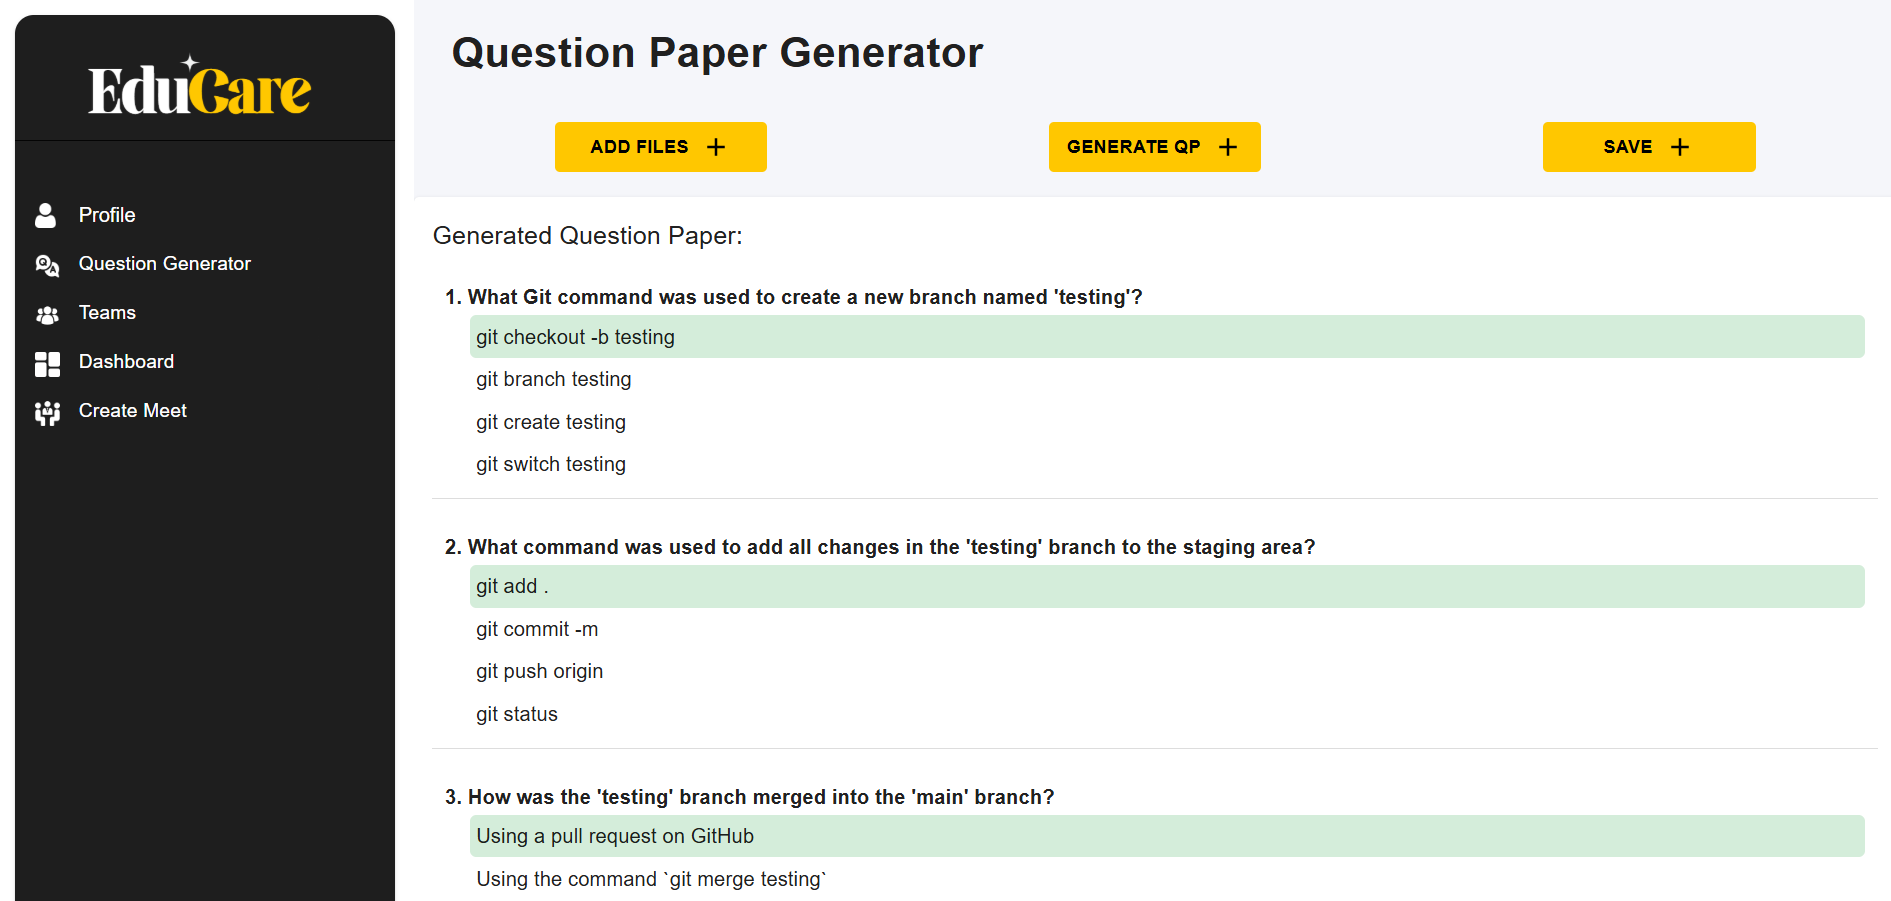 EduCare
Profile
Question Generator
Teams
Dashboard
Create Meet
Question Paper Generator
ADD FILES +
GENERATE QP +
SAVE +
Generated Question Paper:
1. What Git command was used to create a new branch named 'testing'?
git checkout -b testing
git branch testing
git create testing
git switch testing
2. What command was used to add all changes in the 'testing' branch to the staging area?
git add .
git commit -m
git push origin
git status
3. How was the 'testing' branch merged into the 'main' branch?
Using a pull request on GitHub
Using the command `git merge testing`